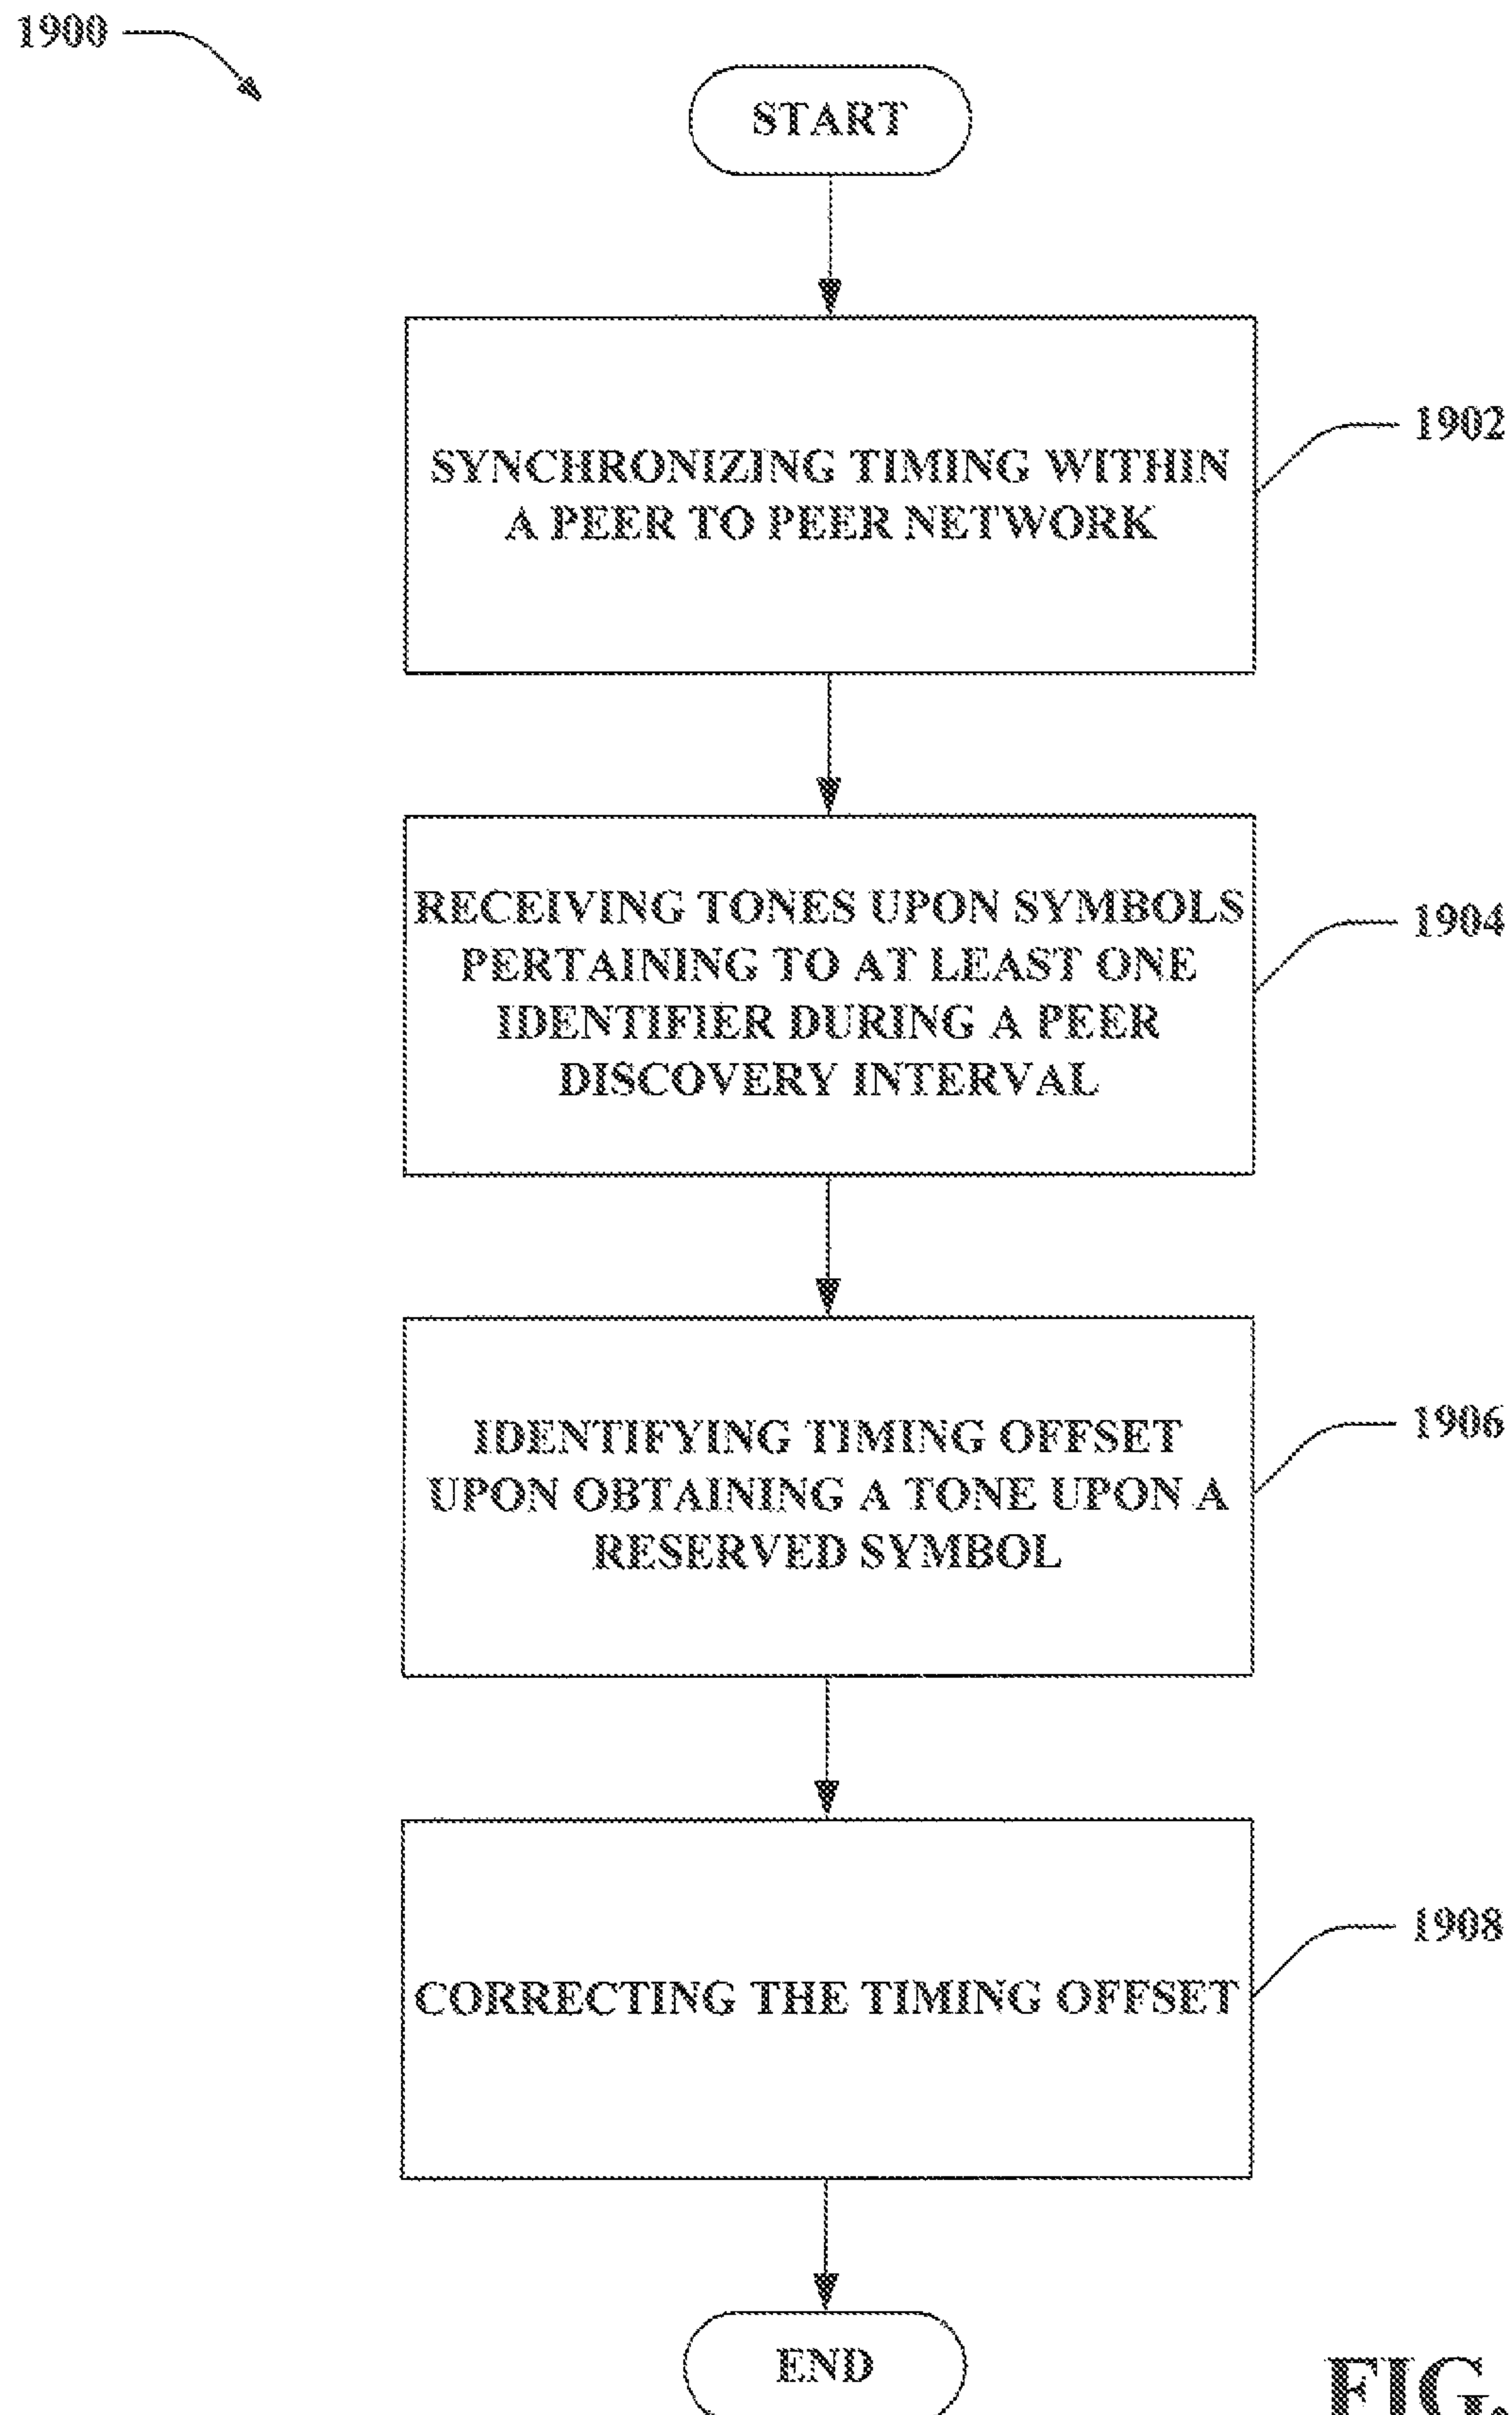 1900
START
SYNCHRONIZING TIMING WITHIN
A PEER TO PEER NETWORK
1902
RECEIVING TONES UPON SYMBOLS
PERTAINING TO AT LEAST ONE
IDENTIFIER DURING A PEER
DISCOVERY INTERVAL
1904
IDENTIFYING TIMING OFFSET
UPON OBTAINING A TONE UPON A
RESERVED SYMBOL
1906
CORRECTING THE TIMING OFFSET
1908
END
FIG.